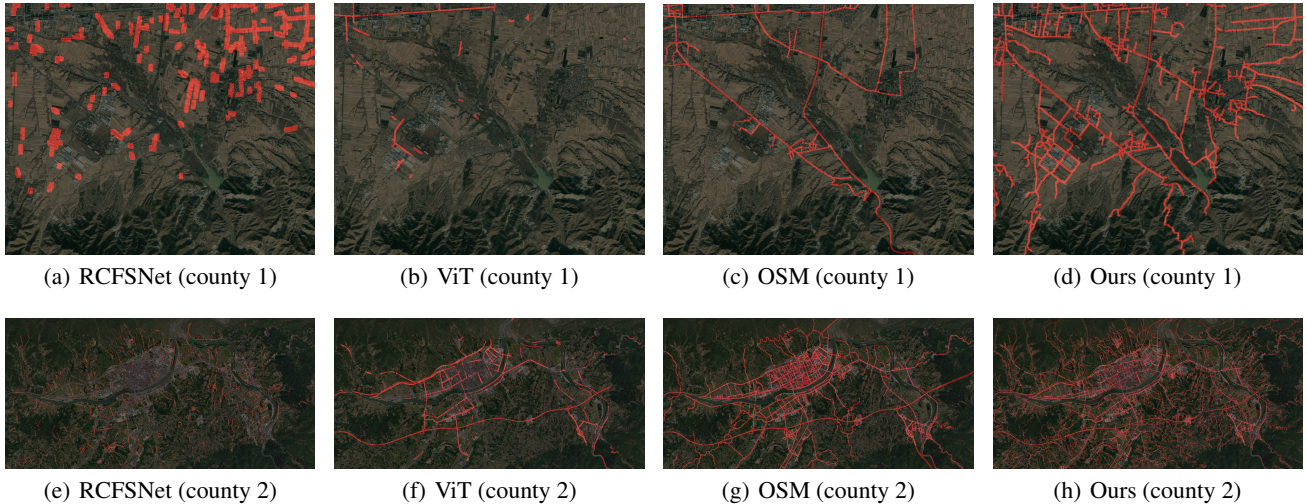 (a) RCFSNet (county 1)
(b) ViT (county 1)
(c) OSM (county 1)
(d) Ours (county 1)
(e) RCFSNet (county 2)
(f) ViT (county 2)
(g) OSM (county 2)
(h) Ours (county 2)